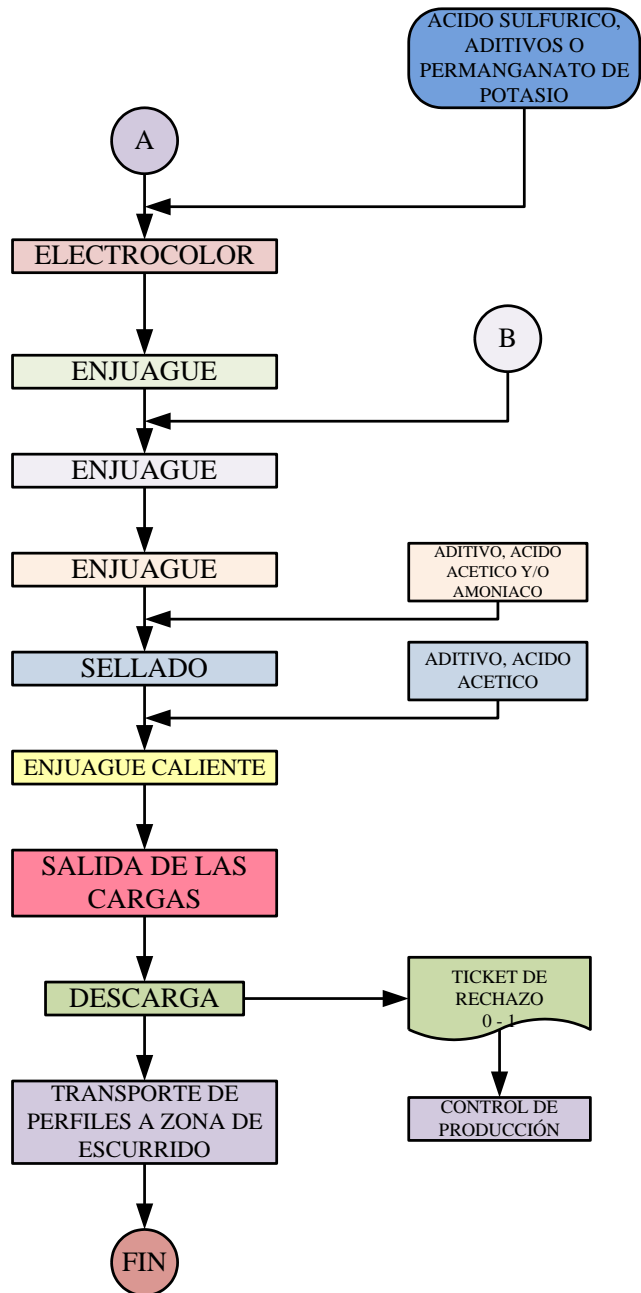 ACIDO SULFURICO,
ADITIVOS O
PERMANGANATO DE
POTASIO
A
ELECTROCOLOR
ENJUAGUE
B
ENJUAGUE
ENJUAGUE
ADITIVO, ACIDO
ACETICO Y/O
AMONIACO
SELLADO
ADITIVO, ACIDO
ACETICO
ENJUAGUE CALIENTE
SALIDA DE LAS
CARGAS
DESCARGA
TICKET DE
RECHAZO
0 - 1
TRANSPORTE DE
PERFILES A ZONA DE
ESCURRIDO
CONTROL DE
PRODUCCIÓN
FIN